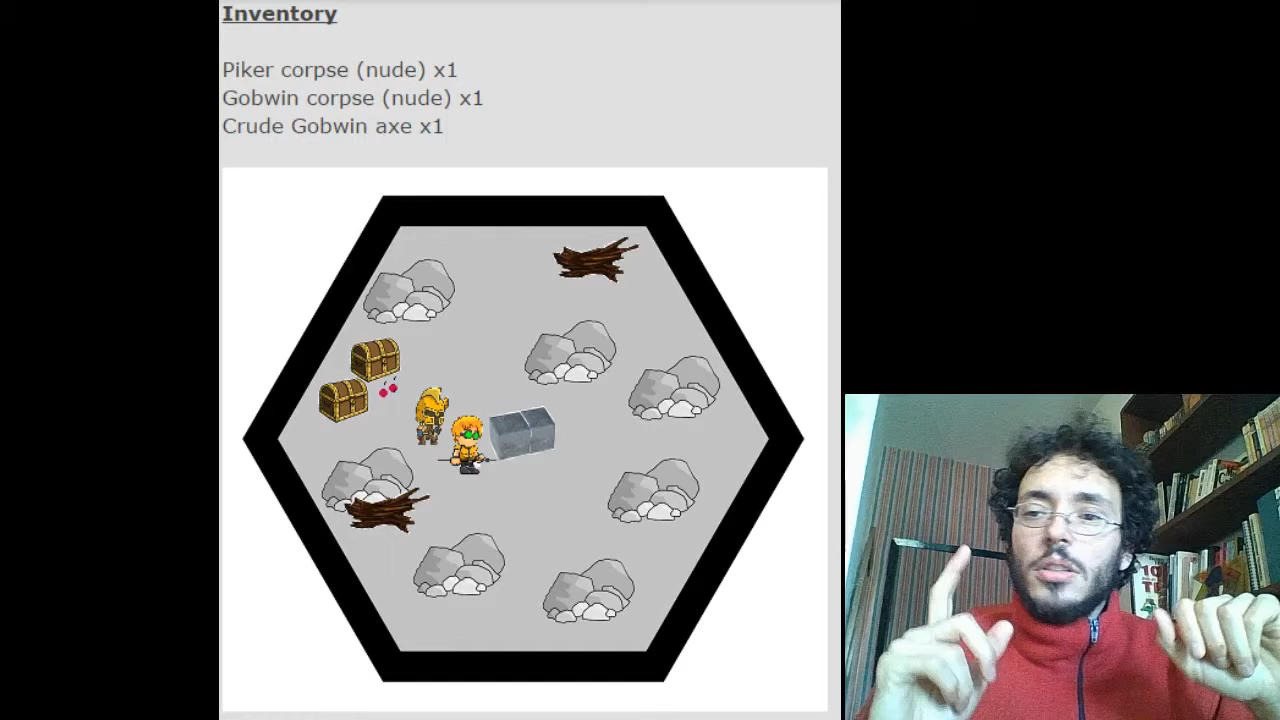 Inventory
Piker corpse (nude) x1
Gobwin corpse (nude) x1
Crude Gobwin axe x1